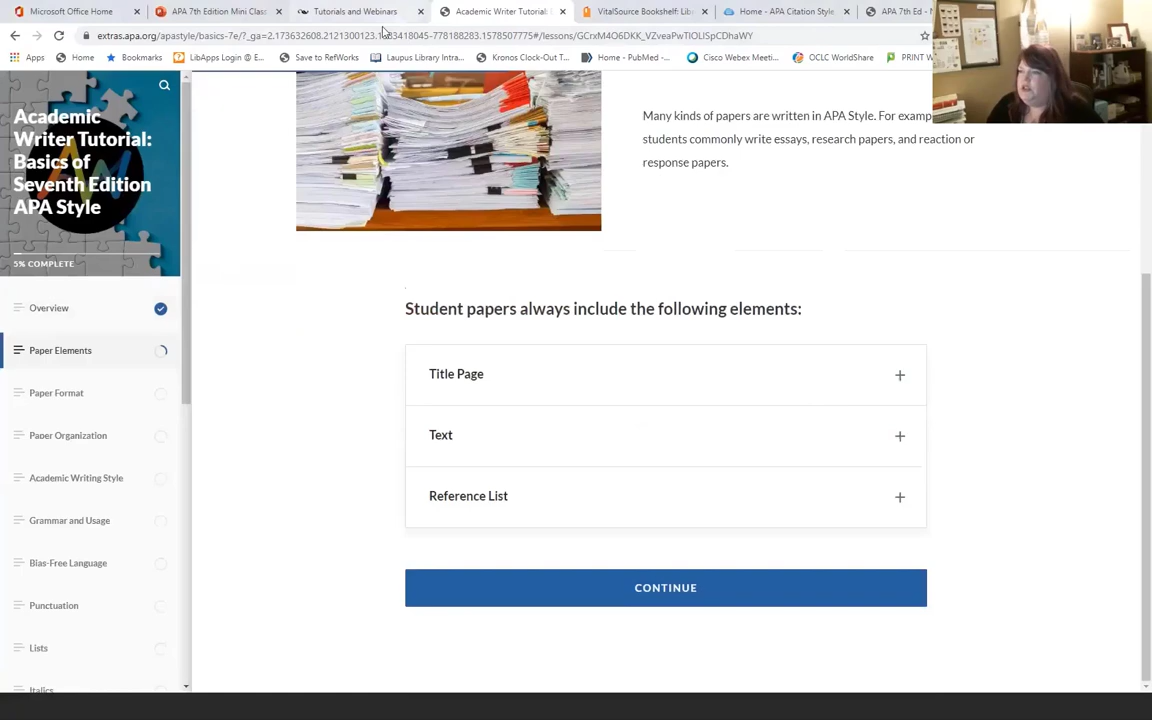 Microsoft Office Home
APA 7th Edition Mini Class
Tutorials and Webinars
Academic Writer Tutorial:
VitalSource Bookshelf: Lib
Home - APA Citation Style
APA 7th Ed -
extras.apa.org/apastyle/basics-7e/?_ga=2.173632608.2121300123.1583418045-778188283.1578507775#/lessons/GCrxM4O6DKK_VZveaPwTIOLISpCDhaWY
Apps
Home
Bookmarks
LibApps Login @ E...
Save to RefWorks
Laupus Library Intra...
Kronos Clock-Out T...
Home - PubMed -...
Cisco Webex Meeti...
OCLC WorldShare
PRINT W
Academic
Writer Tutorial:
Basics of
Seventh Edition
APA Style
5% COMPLETE
Overview
Paper Elements
Paper Format
Paper Organization
Academic Writing Style
Grammar and Usage
Bias-Free Language
Punctuation
Lists
Italics
Many kinds of papers are written in APA Style. For examp
students commonly write essays, research papers, and reaction or
response papers.
Student papers always include the following elements:
Title Page
Text
Reference List
CONTINUE